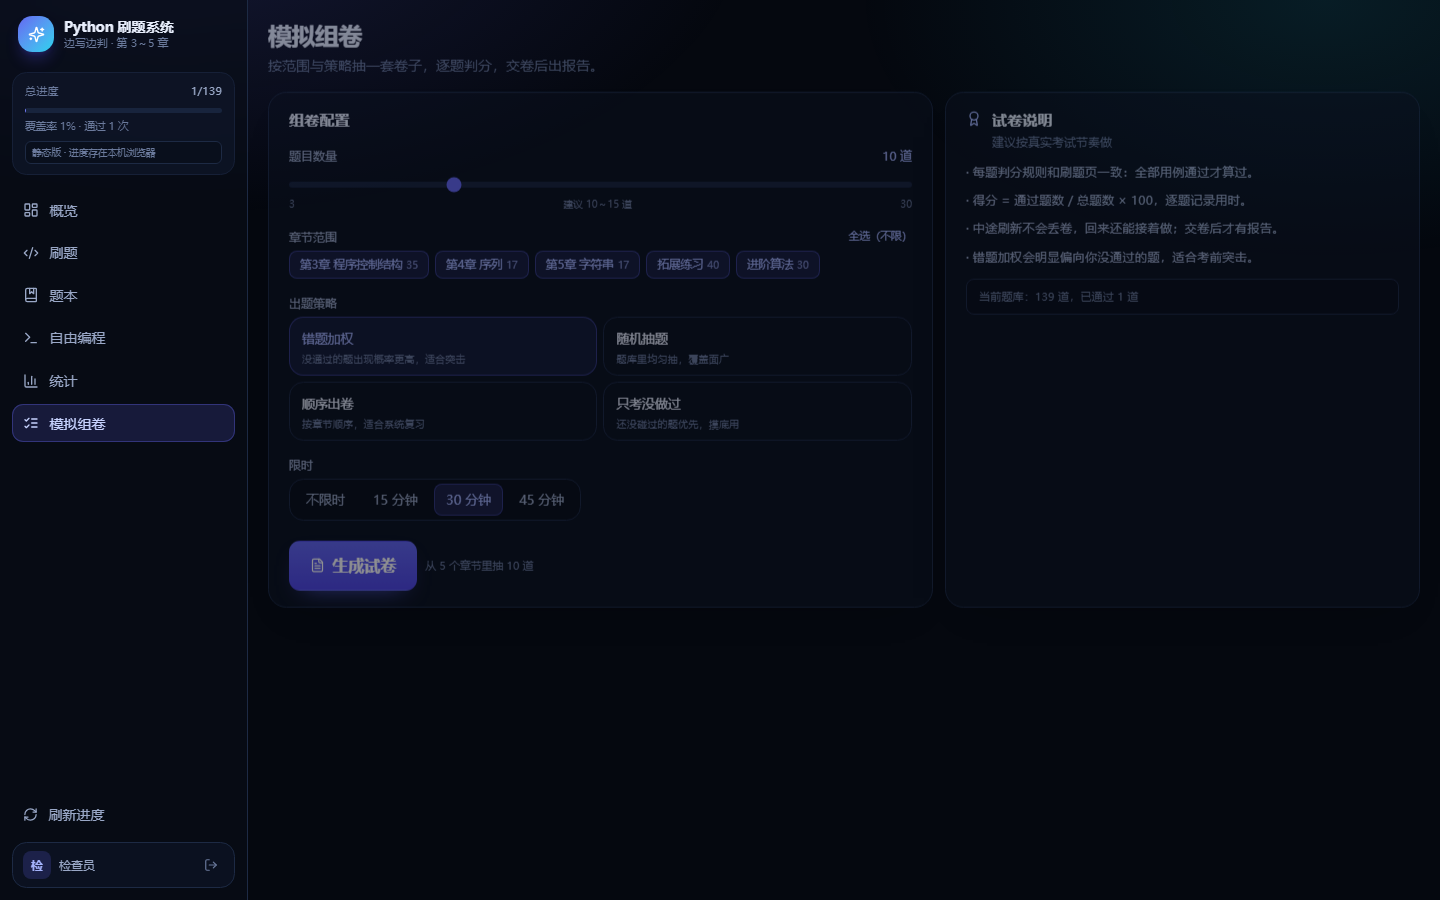 Python 刷题系统
边写边判 · 第 3 ~ 5 章
总进度 1/139
覆盖率 1% · 通过 1 次
静态版 · 进度存在本机浏览器
概览
刷题
题本
自由编程
统计
模拟组卷
刷新进度
检 检查员
模拟组卷
按范围与策略抽一套卷子，逐题判分，交卷后出报告。
组卷配置
题目数量 10 道
3 建议 10 ~ 15 道 30
章节范围 全选（不限）
第3章 程序控制结构 35 第4章 序列 17 第5章 字符串 17 拓展练习 40 进阶算法 30
出题策略
错题加权
没通过的题出现概率更高，适合突击
随机抽题
题库里均匀抽，覆盖面广
顺序出卷
按章节顺序，适合系统复习
只考没做过
还没碰过的题优先，摸底用
限时
不限时 15 分钟 30 分钟 45 分钟
生成试卷 从 5 个章节里抽 10 道
试卷说明
建议按真实考试节奏做
· 每题判分规则和刷题页一致：全部用例通过才算过。
· 得分 = 通过题数 / 总题数 × 100，逐题记录用时。
· 中途刷新不会丢卷，回来还能接着做；交卷后才有报告。
· 错题加权会明显偏向你没通过的题，适合考前突击。
当前题库：139 道，已通过 1 道